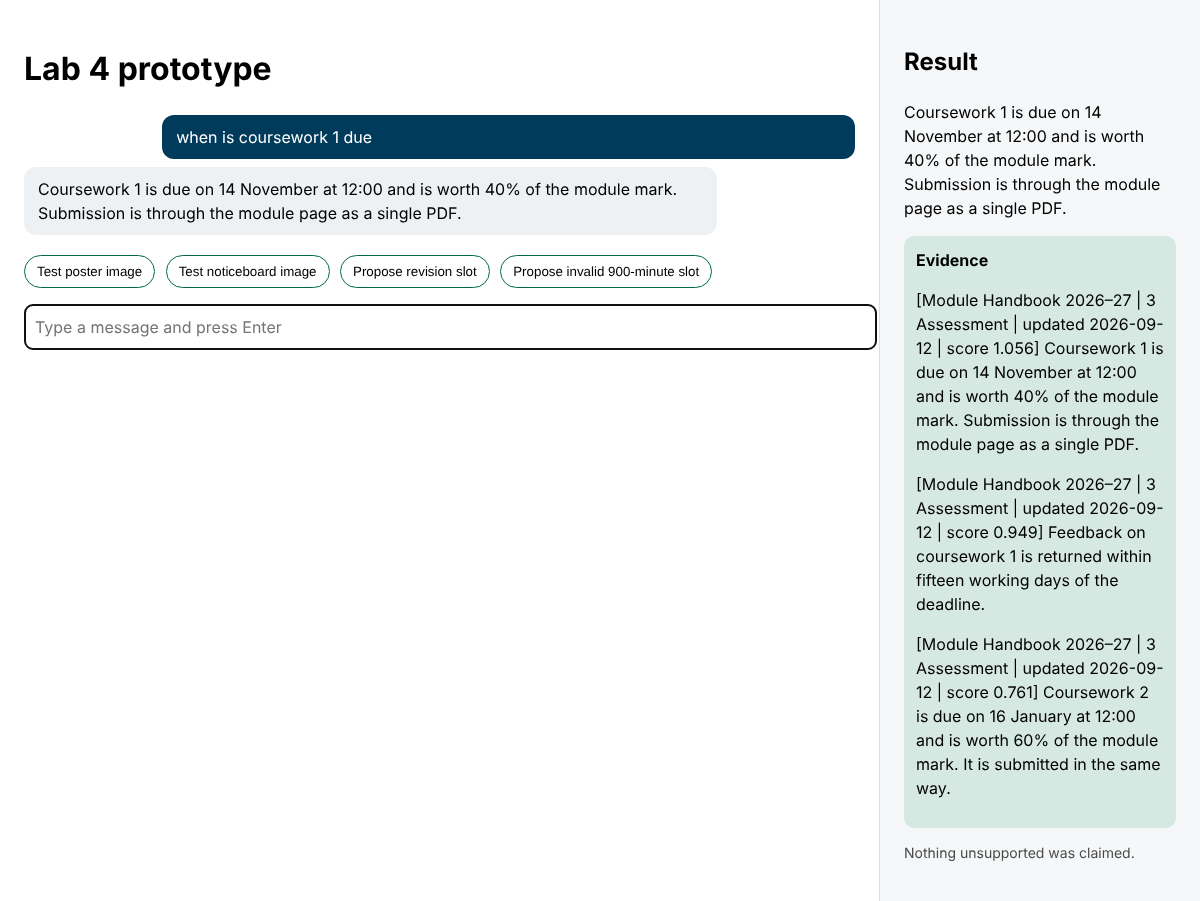 Lab 4 prototype
when is coursework 1 due
Coursework 1 is due on 14 November at 12:00 and is worth 40% of the module mark.
Submission is through the module page as a single PDF.
Test poster image
Test noticeboard image
Propose revision slot
Propose invalid 900-minute slot
Type a message and press Enter
Result
Coursework 1 is due on 14
November at 12:00 and is worth
40% of the module mark.
Submission is through the module
page as a single PDF.
Evidence
[Module Handbook 2026–27 | 3
Assessment | updated 2026-09-
12 | score 1.056] Coursework 1 is
due on 14 November at 12:00
and is worth 40% of the module
mark. Submission is through the
module page as a single PDF.
[Module Handbook 2026–27 | 3
Assessment | updated 2026-09-
12 | score 0.949] Feedback on
coursework 1 is returned within
fifteen working days of the
deadline.
[Module Handbook 2026–27 | 3
Assessment | updated 2026-09-
12 | score 0.761] Coursework 2
is due on 16 January at 12:00
and is worth 60% of the module
mark. It is submitted in the same
way.
Nothing unsupported was claimed.